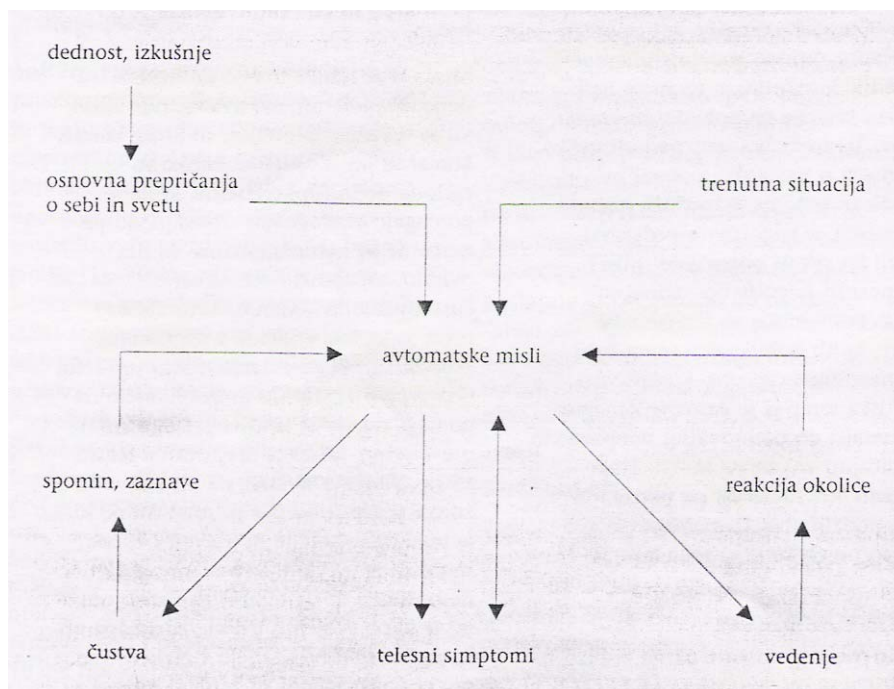 dednost, izkušnje
osnovna prepričanja
o sebi in svetu
trenutna situacija
avtomatske misli
spomin, zaznave
reakcija okolice
čustva
telesni simptomi
vedenje